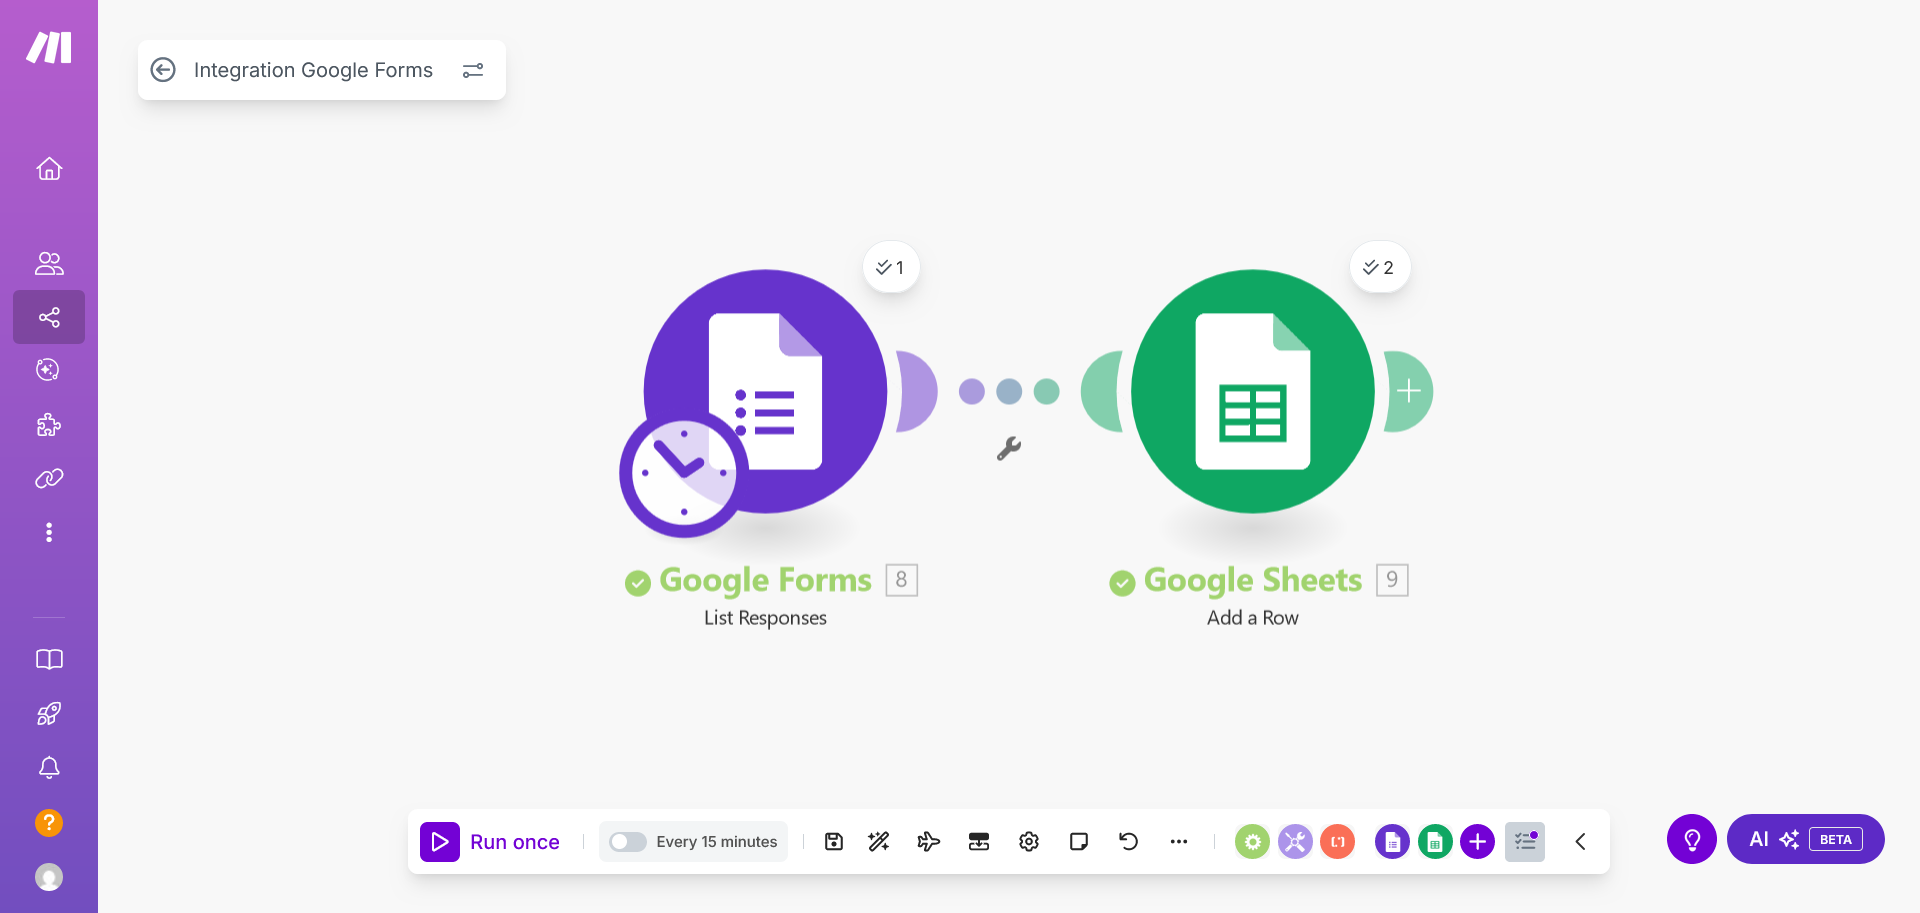 Integration Google Forms
1
2
Google Forms 8
List Responses
Google Sheets 9
Add a Row
?
Run once
Every 15 minutes
AI BETA